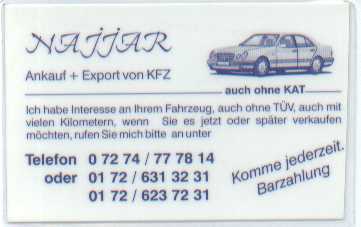 NAJJAR
Ankauf + Export von KFZ
auch ohne KAT
Ich habe Interesse an Ihrem Fahrzeug, auch ohne TÜV, auch mit
vielen Kilometern, wenn Sie es jetzt oder später verkaufen
möchten, rufen Sie mich bitte an unter
Telefon 0 72 74 / 77 78 14
oder 01 72 / 631 32 31
01 72 / 623 72 31
Komme jederzeit.
Barzahlung